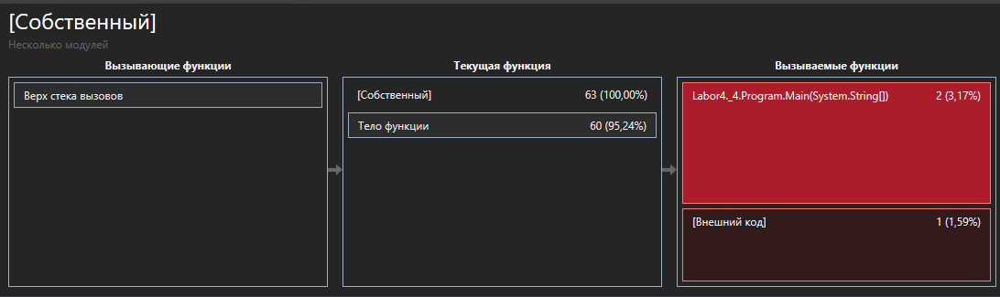 [Собственный]
Несколько модулей
Вызывающие функции
Верх стека вызовов
Текущая функция
[Собственный] 63 (100,00%)
Тело функции 60 (95,24%)
Вызываемые функции
Labor4._4.Program.Main(System.String[]) 2 (3,17%)
[Внешний код] 1 (1,59%)